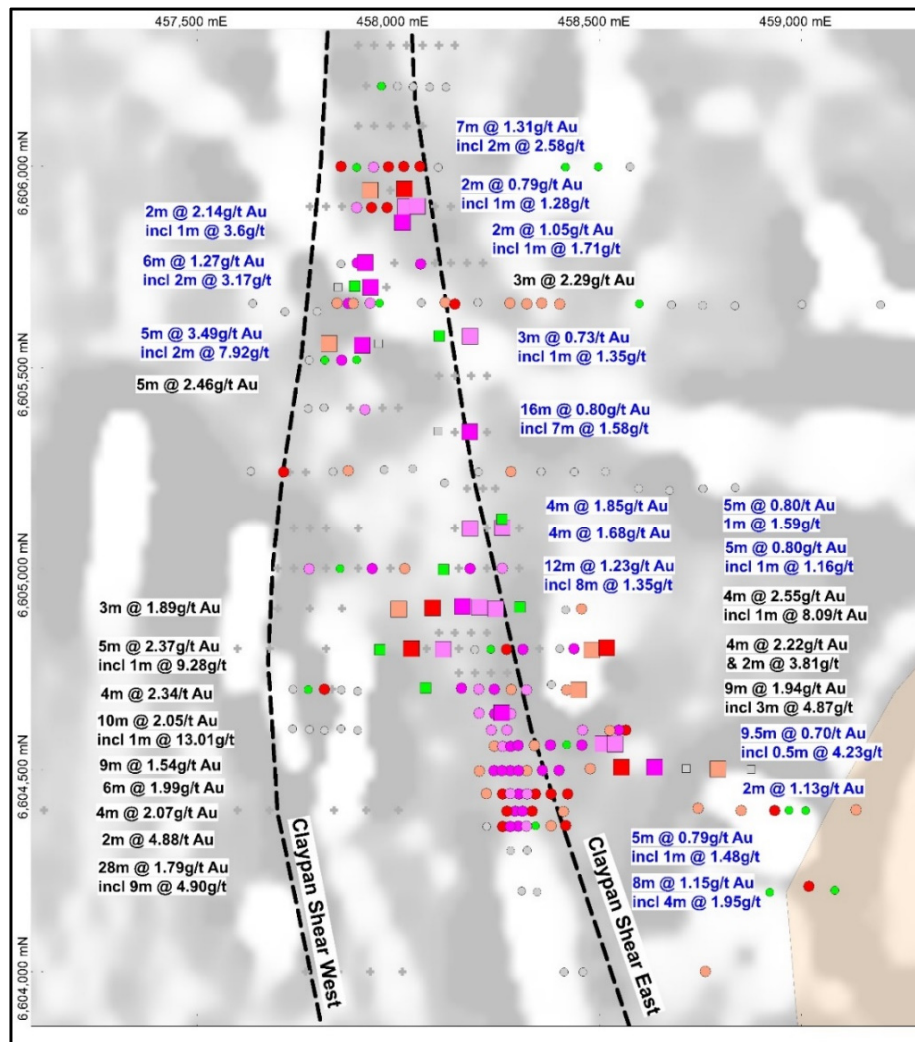 457,500 mE
458,000 mE
458,500 mE
459,000 mE
6,606,000 mN
6,605,500 mN
6,605,000 mN
6,604,500 mN
6,604,000 mN
7m @ 1.31g/t Au
incl 2m @ 2.58g/t
2m @ 0.79g/t Au
incl 1m @ 1.28g/t
2m @ 1.05g/t Au
incl 1m @ 1.71g/t
3m @ 2.29g/t Au
2m @ 2.14g/t Au
incl 1m @ 3.6g/t
6m @ 1.27g/t Au
incl 2m @ 3.17g/t
5m @ 3.49g/t Au
incl 2m @ 7.92g/t
5m @ 2.46g/t Au
3m @ 0.73/t Au
incl 1m @ 1.35g/t
16m @ 0.80g/t Au
incl 7m @ 1.58g/t
4m @ 1.85g/t Au
4m @ 1.68g/t Au
12m @ 1.23g/t Au
incl 8m @ 1.35g/t
5m @ 0.80/t Au
1m @ 1.59g/t
5m @ 0.80g/t Au
incl 1m @ 1.16g/t
4m @ 2.55g/t Au
incl 1m @ 8.09g/t Au
4m @ 2.22g/t Au
& 2m @ 3.81g/t
9m @ 1.94g/t Au
incl 3m @ 4.87g/t
9.5m @ 0.70/t Au
incl 0.5m @ 4.23g/t
2m @ 1.13g/t Au
5m @ 0.79g/t Au
incl 1m @ 1.48g/t
8m @ 1.15g/t Au
incl 4m @ 1.95g/t
3m @ 1.89g/t Au
5m @ 2.37g/t Au
incl 1m @ 9.28g/t
4m @ 2.34/t Au
10m @ 2.05/t Au
incl 1m @ 13.01g/t
9m @ 1.54g/t Au
6m @ 1.99g/t Au
4m @ 2.07g/t Au
2m @ 4.88g/t Au
28m @ 1.79g/t Au
incl 9m @ 4.90g/t
Claypan Shear West
Claypan Shear East